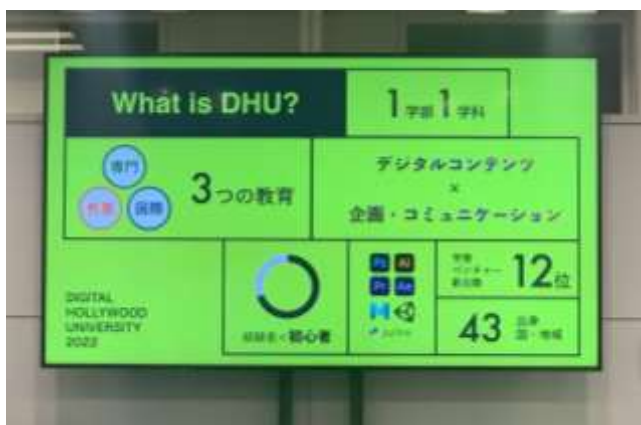 What is DHU?
1学部1学科
専門
教養
国際
3つの教育
デジタルコンテンツ
×
企画・コミュニケーション
DIGITAL
HOLLYWOOD
UNIVERSITY
2022
初心者
Ps Ai
Pr Ae
学発
ベンチャー
12位
43
出身
国・地域